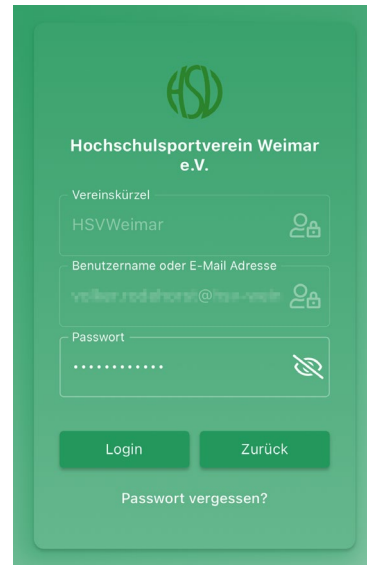 HSV
Hochschulsportverein Weimar
e.V.
Vereinskürzel
HSVWeimar
Benutzername oder E-Mail Adresse
Passwort
Login
Zurück
Passwort vergessen?